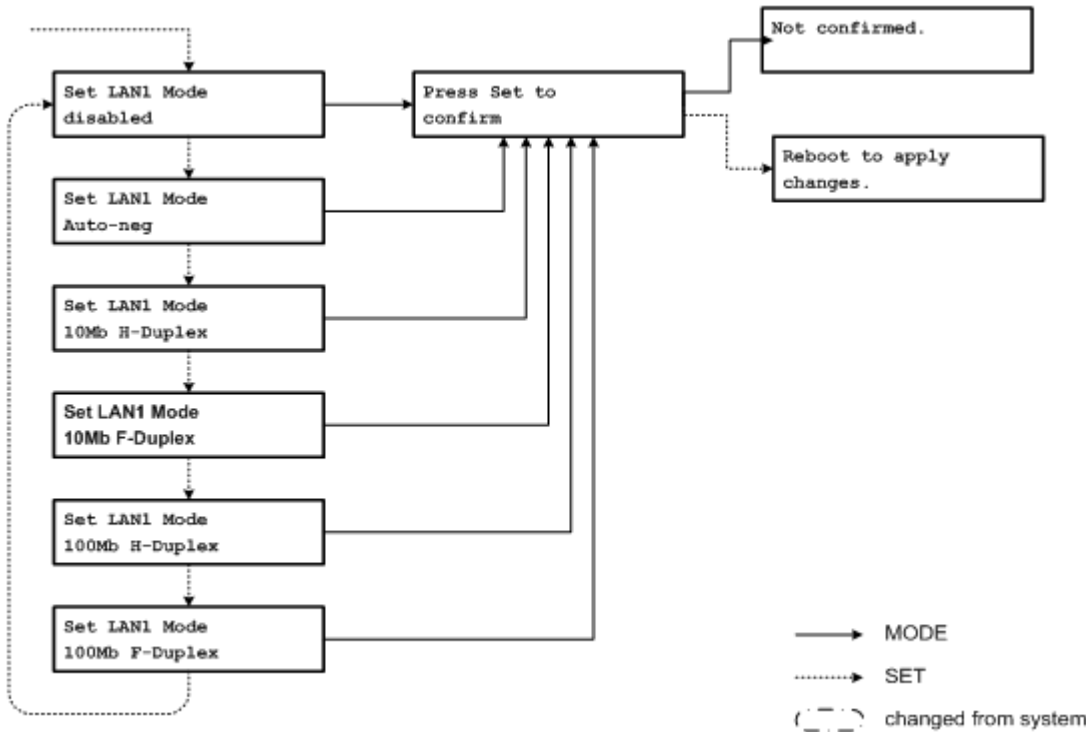 Set LAN1 Mode
disabled
Press Set to
confirm
Not confirmed.
Reboot to apply
changes.
Set LAN1 Mode
Auto-neg
Set LAN1 Mode
10Mb H-Duplex
Set LAN1 Mode
10Mb F-Duplex
Set LAN1 Mode
100Mb H-Duplex
Set LAN1 Mode
100Mb F-Duplex
MODE
SET
changed from system